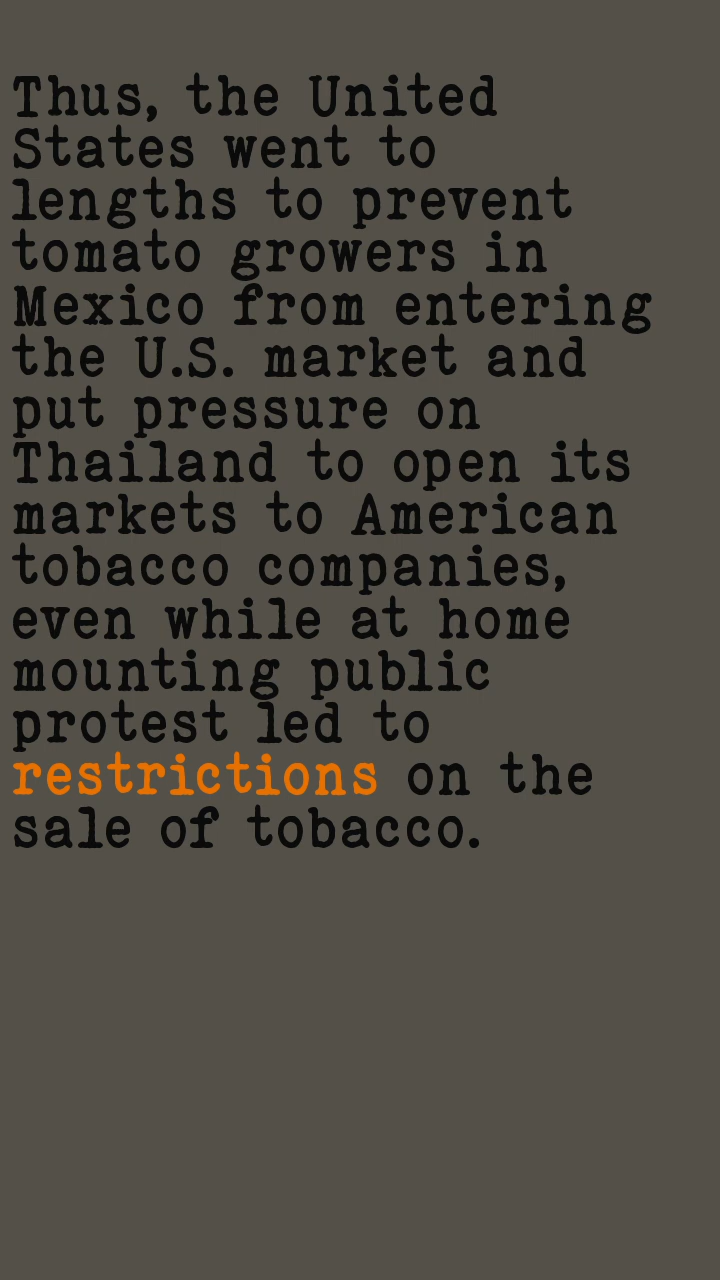 Thus, the United
States went to
lengths to prevent
tomato growers in
Mexico from entering
the U.S. market and
put pressure on
Thailand to open its
markets to American
tobacco companies,
even while at home
mounting public
protest led to
restrictions on the
sale of tobacco.